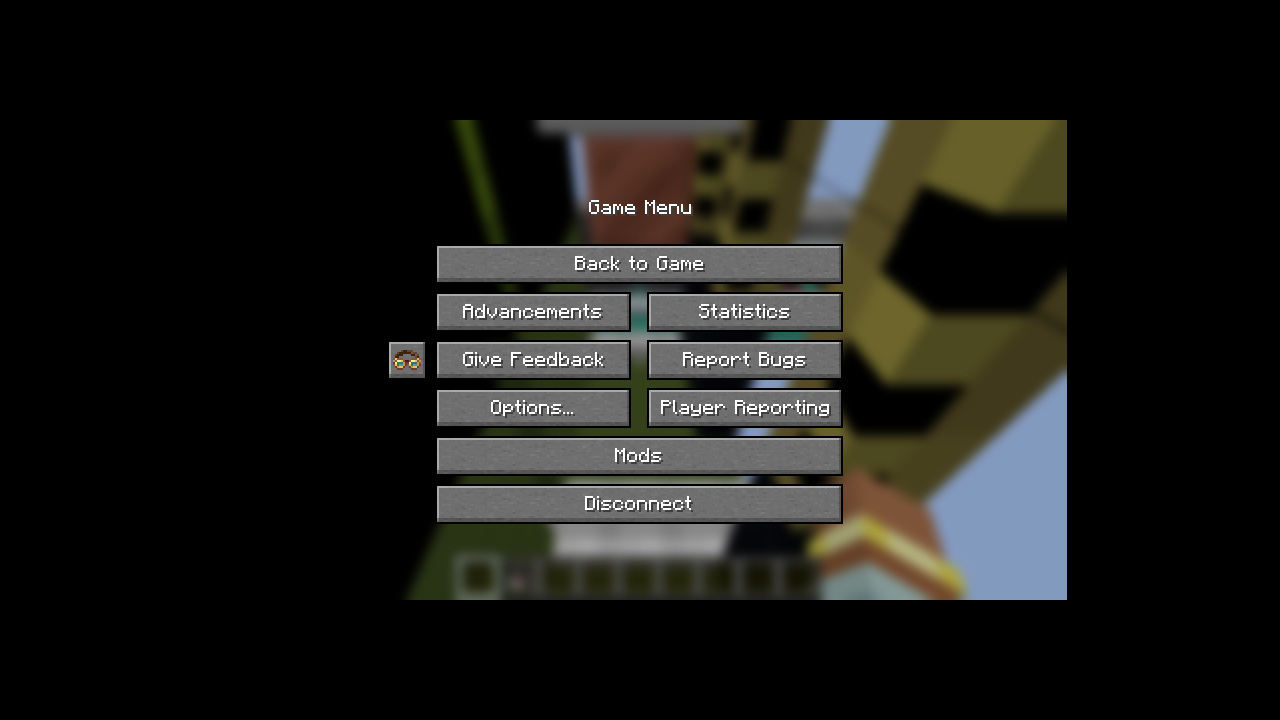 Game Menu
Back to Game
Advancements
Statistics
Give Feedback
Report Bugs
Options...
Player Reporting
Mods
Disconnect